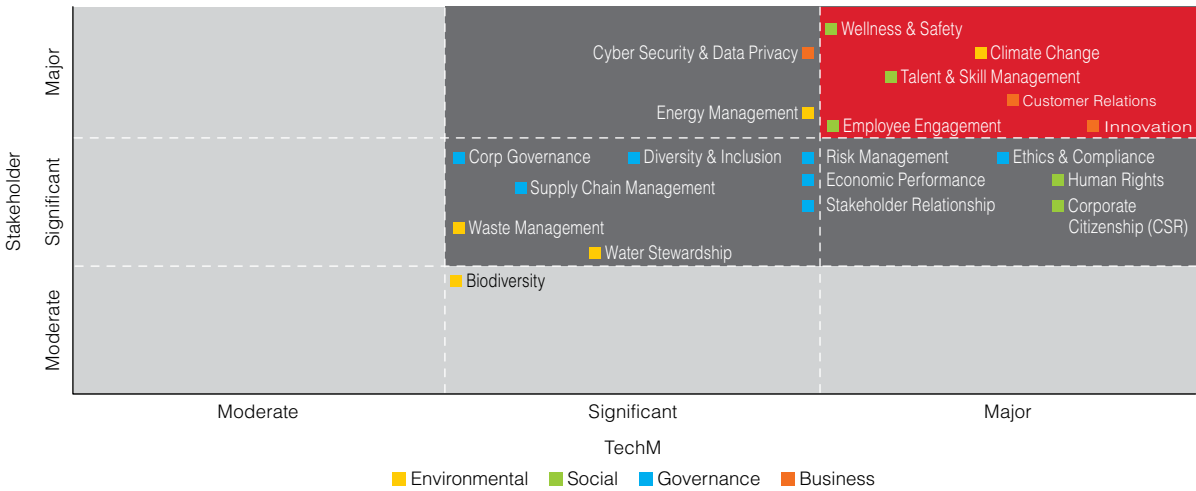 Stakeholder
Major
Significant
Moderate
Wellness & Safety
Cyber Security & Data Privacy
Climate Change
Talent & Skill Management
Customer Relations
Energy Management
Employee Engagement
Innovation
Corp Governance
Diversity & Inclusion
Risk Management
Ethics & Compliance
Supply Chain Management
Economic Performance
Human Rights
Stakeholder Relationship
Corporate
Citizenship (CSR)
Waste Management
Water Stewardship
Biodiversity
Moderate
Significant
Major
TechM
Environmental
Social
Governance
Business